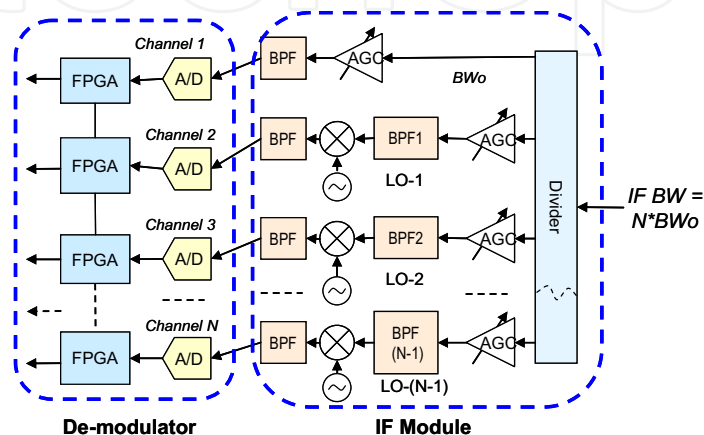 Channel 1
FPGA
A/D
BPF
AGC
BWo
Channel 2
FPGA
A/D
BPF
BPF1
AGC
LO-1
Divider
IF BW =
N*BWo
Channel 3
FPGA
A/D
BPF
BPF2
AGC
LO-2
Channel N
FPGA
A/D
BPF
BPF
(N-1)
AGC
LO-(N-1)
De-modulator
IF Module